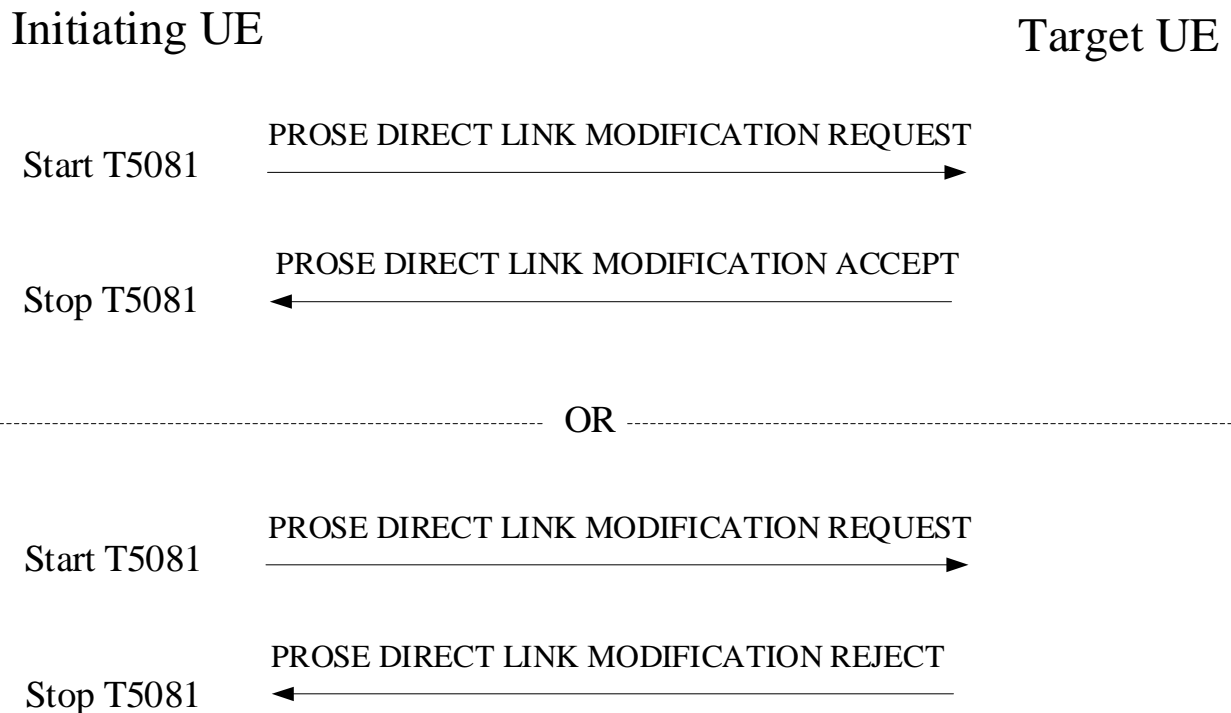 Initiating UE
Target UE
PROSE DIRECT LINK MODIFICATION REQUEST
Start T5081
PROSE DIRECT LINK MODIFICATION ACCEPT
Stop T5081
OR
PROSE DIRECT LINK MODIFICATION REQUEST
Start T5081
PROSE DIRECT LINK MODIFICATION REJECT
Stop T5081